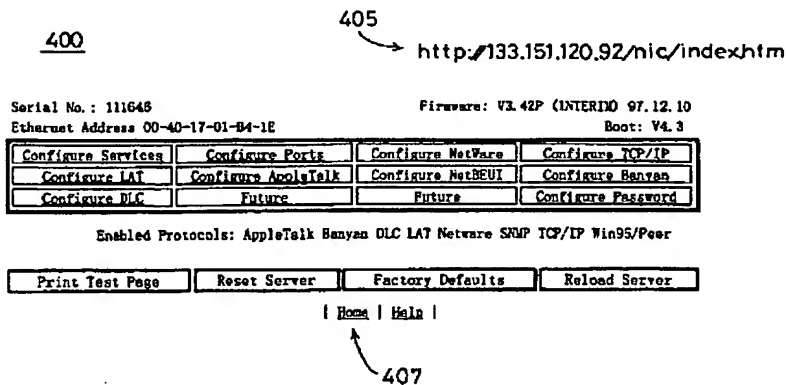 400
405
http://133.151.120.92/nic/index.htm
Serial No.: 111646 Firmware: V3.42P (INTERIM) 97.12.10
Ethernet Address 00-40-17-01-B4-1E Boot: V4.3
Configure Services Configure Ports Configure NetWare Configure TCP/IP
Configure LAT Configure AppleTalk Configure NetBEUI Configure Banyan
Configure DLC Future Future Configure Password
Enabled Protocols: AppleTalk Banyan DLC LAT Netware SNMP TCP/IP Win95/Peer
Print Test Page Reset Server Factory Defaults Reload Server
| Home | Help |
407